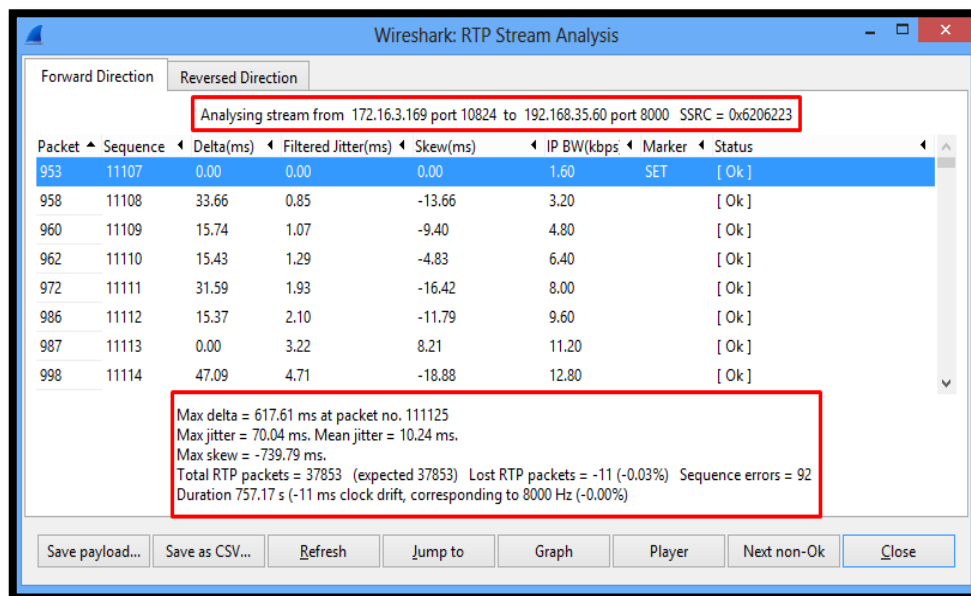 Wireshark: RTP Stream Analysis
Forward Direction Reversed Direction
Analysing stream from 172.16.3.169 port 10824 to 192.168.35.60 port 8000 SSRC = 0x6206223
Packet Sequence Delta(ms) Filtered Jitter(ms) Skew(ms) IP BW(kbps) Marker Status
953 11107 0.00 0.00 0.00 1.60 SET [ Ok ]
958 11108 33.66 0.85 -13.66 3.20 [ Ok ]
960 11109 15.74 1.07 -9.40 4.80 [ Ok ]
962 11110 15.43 1.29 -4.83 6.40 [ Ok ]
972 11111 31.59 1.93 -16.42 8.00 [ Ok ]
986 11112 15.37 2.10 -11.79 9.60 [ Ok ]
987 11113 0.00 3.22 8.21 11.20 [ Ok ]
998 11114 47.09 4.71 -18.88 12.80 [ Ok ]
Max delta = 617.61 ms at packet no. 111125
Max jitter = 70.04 ms. Mean jitter = 10.24 ms.
Max skew = -739.79 ms.
Total RTP packets = 37853 (expected 37853) Lost RTP packets = -11 (-0.03%) Sequence errors = 92
Duration 757.17 s (-11 ms clock drift, corresponding to 8000 Hz (-0.00%)
Save payload... Save as CSV... Refresh Jump to Graph Player Next non-Ok Close